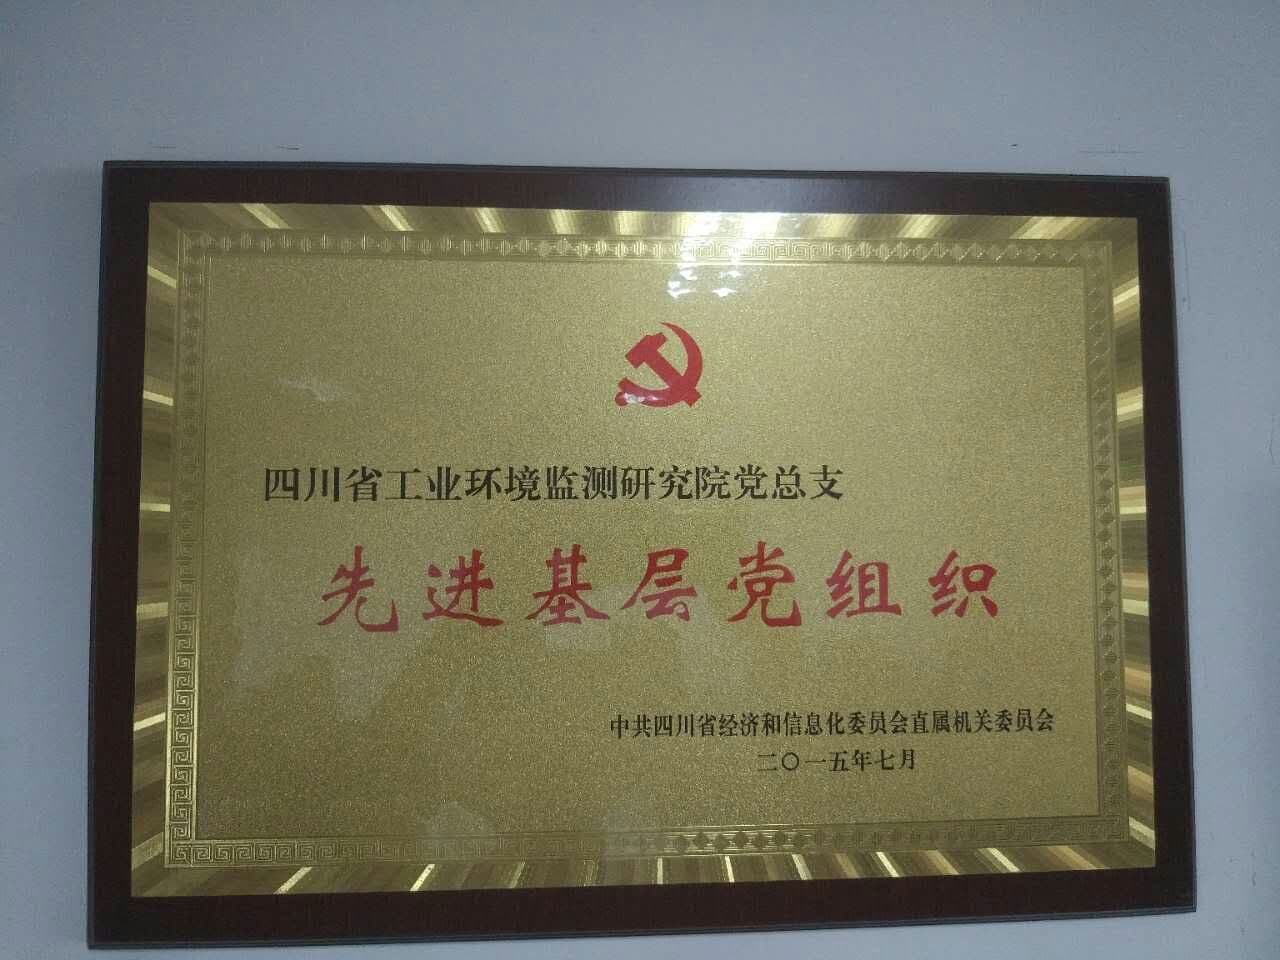 四川省工业环境监测研究院党总支
先进基层党组织
中共四川省经济和信息化委员会直属机关委员会
二〇一五年七月